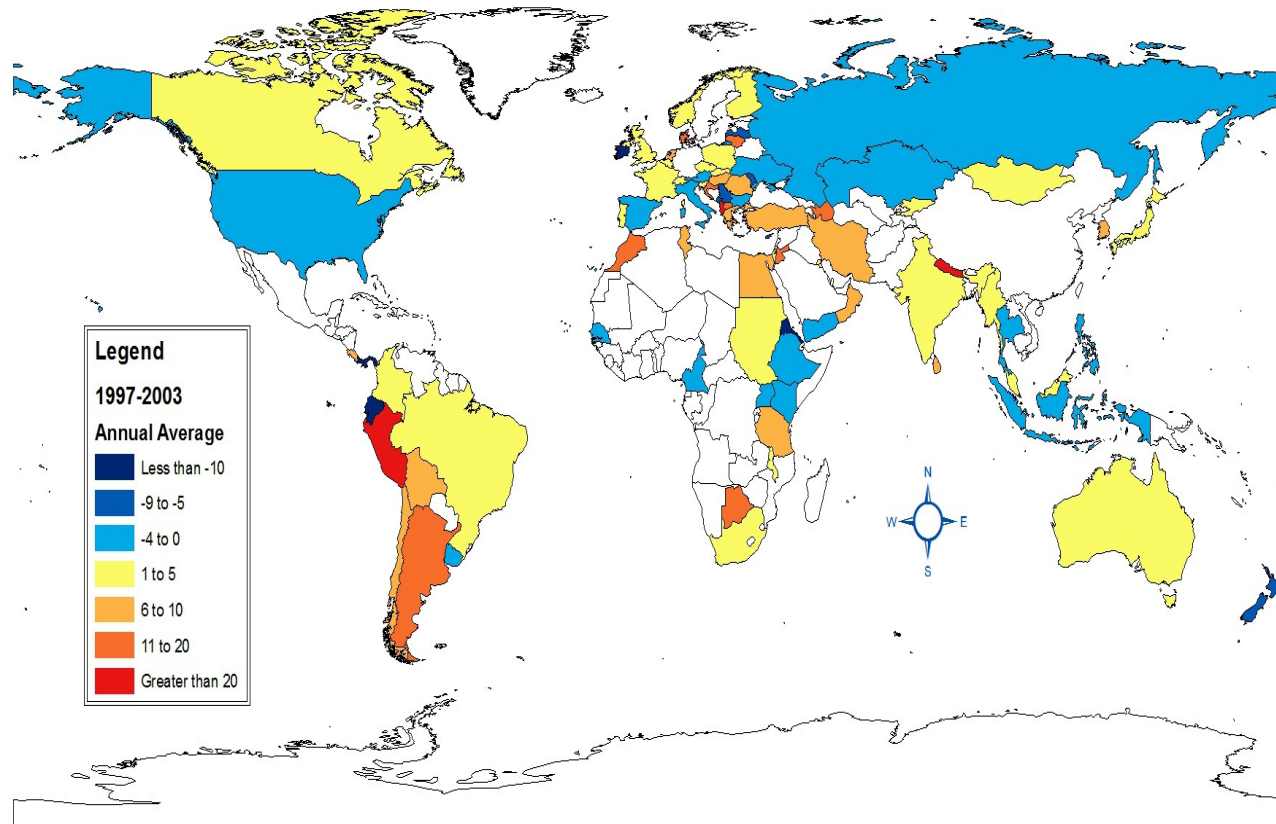 Legend
1997-2003
Annual Average
Less than -10
-9 to -5
-4 to 0
1 to 5
6 to 10
11 to 20
Greater than 20
N
W E
S